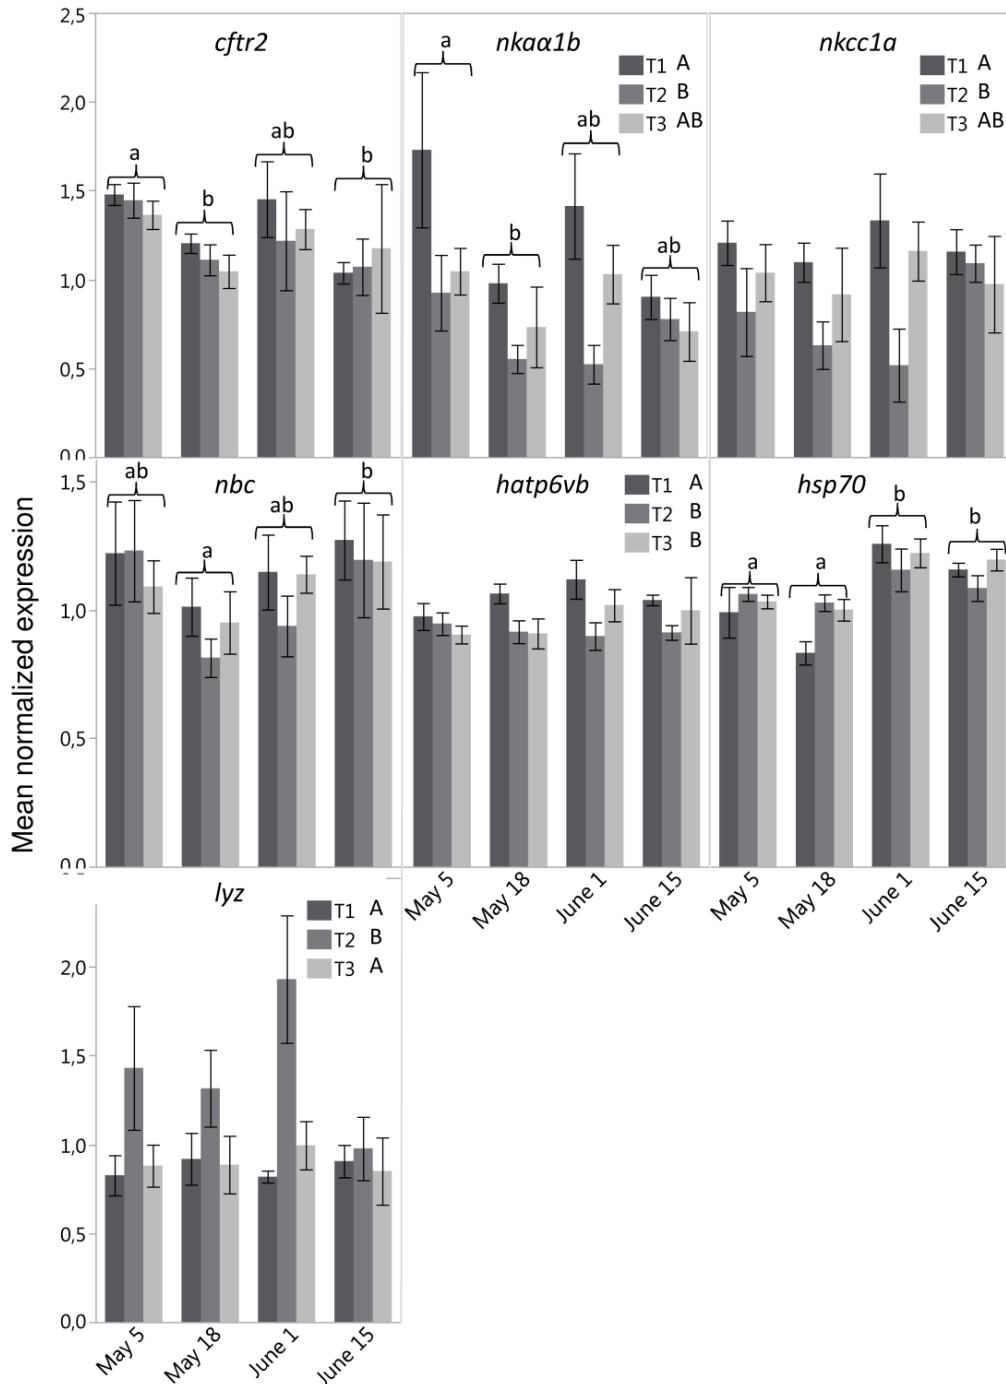 2,5
cftr2
nkaα1b
nkcc1a
a
T1 A
T2 B
T3 AB
T1 A
T2 B
T3 AB
2,0
a
b
ab
b
1,5
b
ab
ab
1,0
0,5
0,0
Mean normalized expression
1,5
ab
nbc
a
ab
b
hatp6vb
T1 A
T2 B
T3 B
hsp70
a
a
b
b
1,0
0,5
0,0
May 5
May 18
June 1
June 15
May 5
May 18
June 1
June 15
lyz
T1 A
T2 B
T3 A
2,0
1,5
1,0
0,5
0,0
May 5
May 18
June 1
June 15